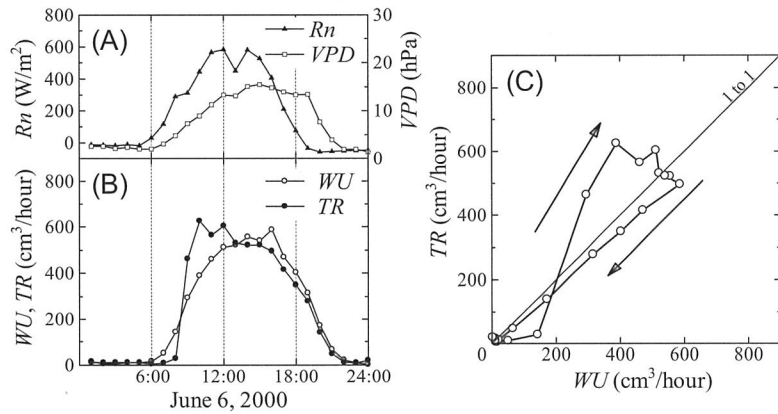 (A)
Rn
VPD
800
600
400
200
0
Rn (W/m²)
30
20
10
0
VPD (hPa)
(B)
WU
TR
800
600
400
200
0
WU, TR (cm³/hour)
6:00 12:00 18:00 24:00
June 6, 2000
(C)
1 to 1
800
600
400
200
0
TR (cm³/hour)
0 200 400 600 800
WU (cm³/hour)